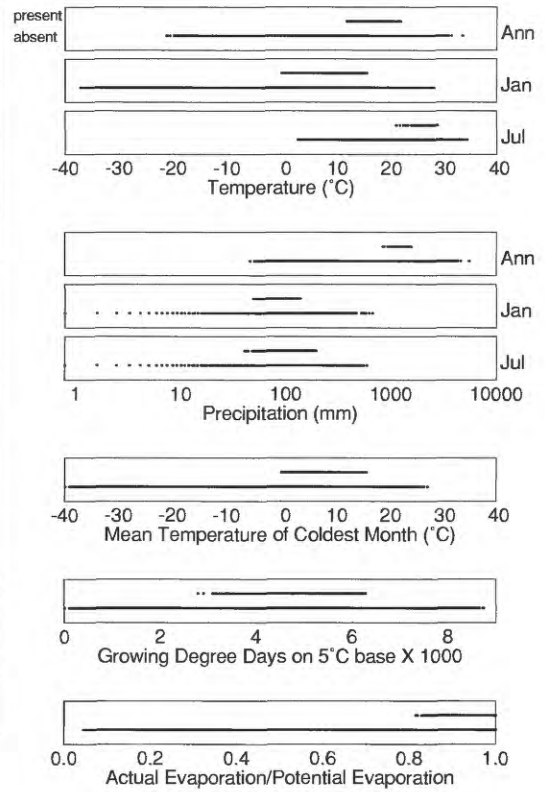 present
absent
Ann
Jan
Jul
-40 -30 -20 -10 0 10 20 30 40
Temperature (˚C)
Ann
Jan
Jul
1 10 100 1000 10000
Precipitation (mm)
-40 -30 -20 -10 0 10 20 30 40
Mean Temperature of Coldest Month (˚C)
0 2 4 6 8
Growing Degree Days on 5˚C base X 1000
0.0 0.2 0.4 0.6 0.8 1.0
Actual Evaporation/Potential Evaporation